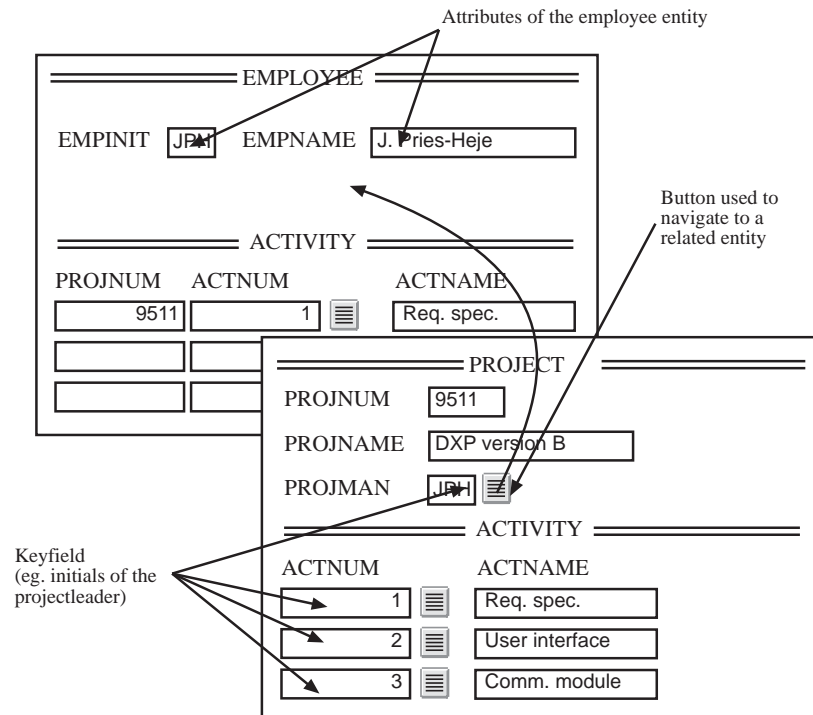 Attributes of the employee entity
EMPLOYEE
EMPINIT JPH EMPNAME J. Pries-Heje
Button used to
navigate to a
related entity
ACTIVITY
PROJNUM ACTNUM ACTNAME
9511 1 Req. spec.
PROJECT
PROJNUM 9511
PROJNAME DXP version B
PROJMAN JPH
ACTIVITY
Keyfield
(eg. initials of the
projectleader)
ACTNUM ACTNAME
1 Req. spec.
2 User interface
3 Comm. module